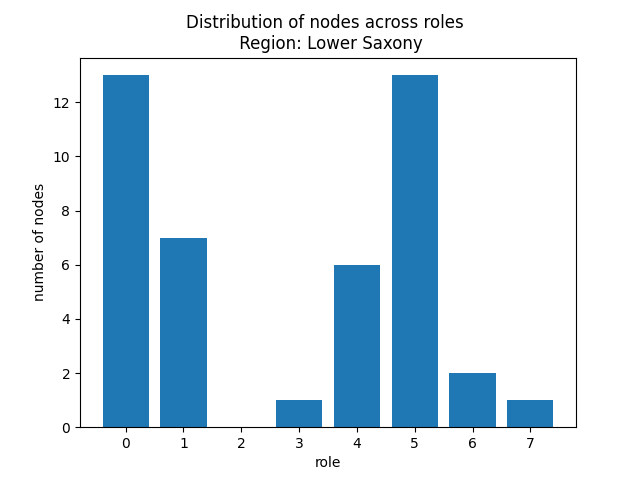 Distribution of nodes across roles
Region: Lower Saxony
number of nodes
12
10
8
6
4
2
0
0 1 2 3 4 5 6 7
role